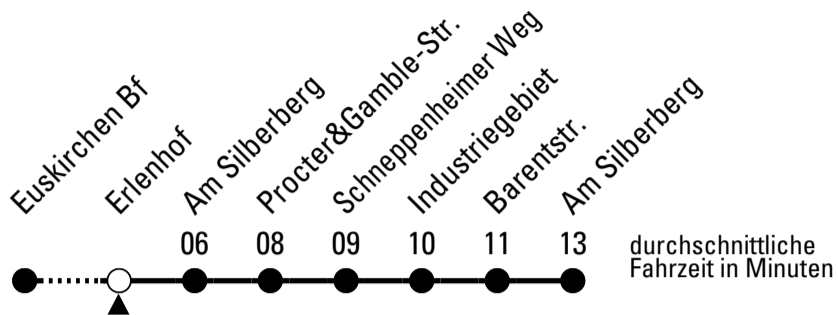 Euskirchen Bf
Erlenhof
Am Silberberg
Procter&Gamble-Str.
Schneppenheimer Weg
Industriegebiet
Barentstr.
Am Silberberg
06 08 09 10 11 13
durchschnittliche
Fahrzeit in Minuten